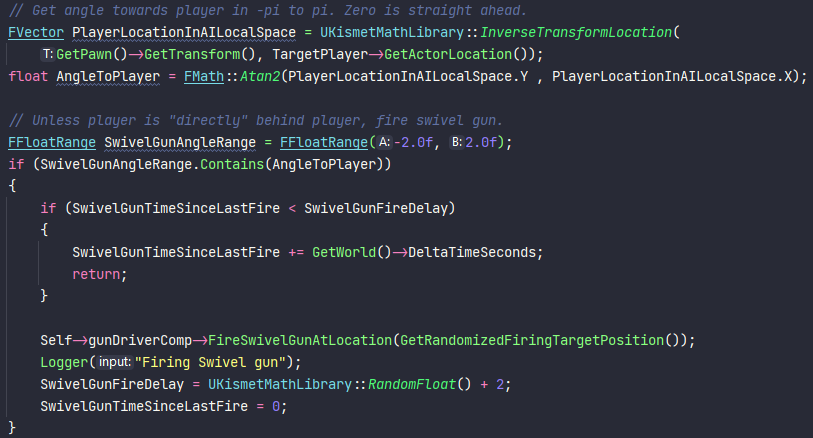 // Get angle towards player in -pi to pi. Zero is straight ahead.
FVector PlayerLocationInAILocalSpace = UKismetMathLibrary::InverseTransformLocation(
    T: GetPawn()->GetTransform(), TargetPlayer->GetActorLocation());
float AngleToPlayer = FMath::Atan2(PlayerLocationInAILocalSpace.Y , PlayerLocationInAILocalSpace.X);

// Unless player is "directly" behind player, fire swivel gun.
FFloatRange SwivelGunAngleRange = FFloatRange( A: -2.0f, B: 2.0f);
if (SwivelGunAngleRange.Contains(AngleToPlayer))
{
    if (SwivelGunTimeSinceLastFire < SwivelGunFireDelay)
    {
        SwivelGunTimeSinceLastFire += GetWorld()->DeltaTimeSeconds;
        return;
    }

    Self->gunDriverComp->FireSwivelGunAtLocation(GetRandomizedFiringTargetPosition());
    Logger( input: "Firing Swivel gun");
    SwivelGunFireDelay = UKismetMathLibrary::RandomFloat() + 2;
    SwivelGunTimeSinceLastFire = 0;
}